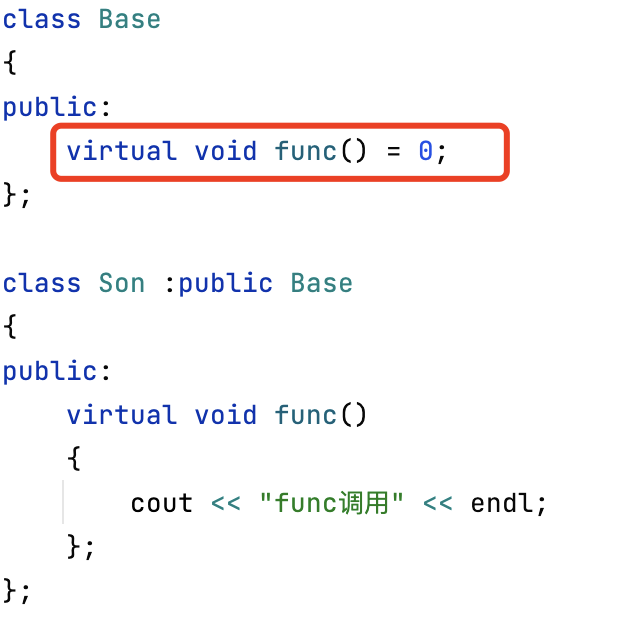 class Base
{
public:
    virtual void func() = 0;
};

class Son :public Base
{
public:
    virtual void func()
    {
        cout << "func调用" << endl;
    };
};